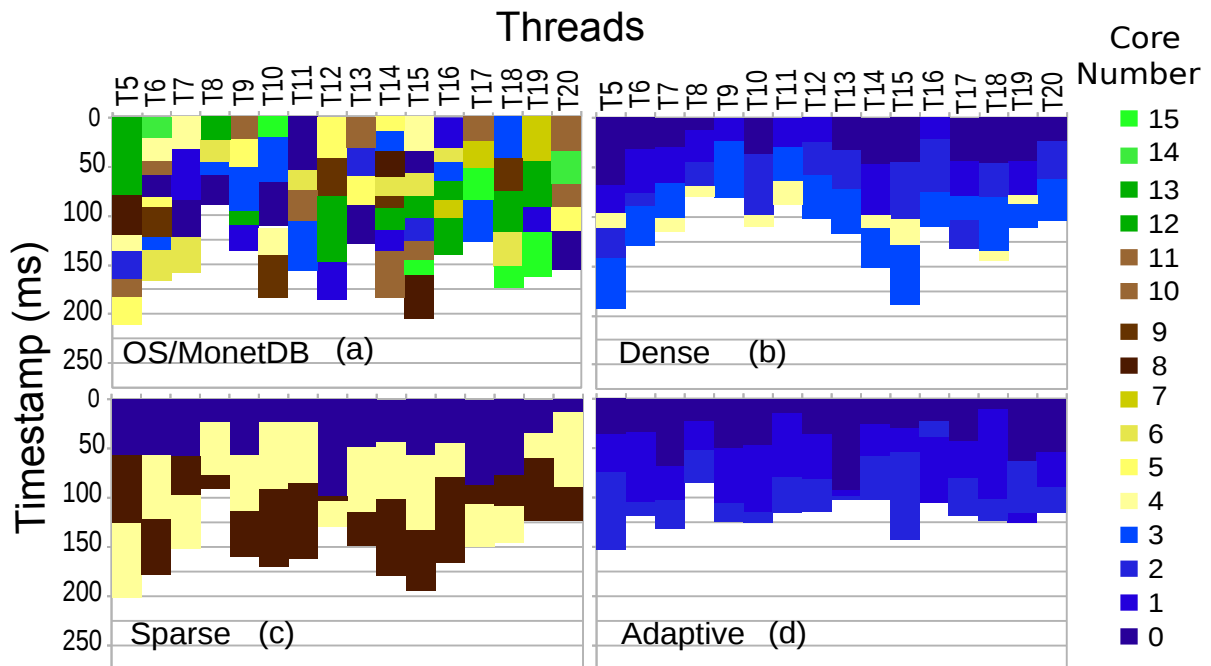 Threads
Core
Number
T5 T6 T7 T8 T9 T10 T11 T12 T13 T14 T15 T16 T17 T18 T19 T20
T5 T6 T7 T8 T9 T10 T11 T12 T13 T14 T15 T16 T17 T18 T19 T20
Timestamp (ms)
0
50
100
150
200
250
OS/MonetDB (a)
Dense (b)
0
50
100
150
200
250
Sparse (c)
Adaptive (d)
15
14
13
12
11
10
9
8
7
6
5
4
3
2
1
0